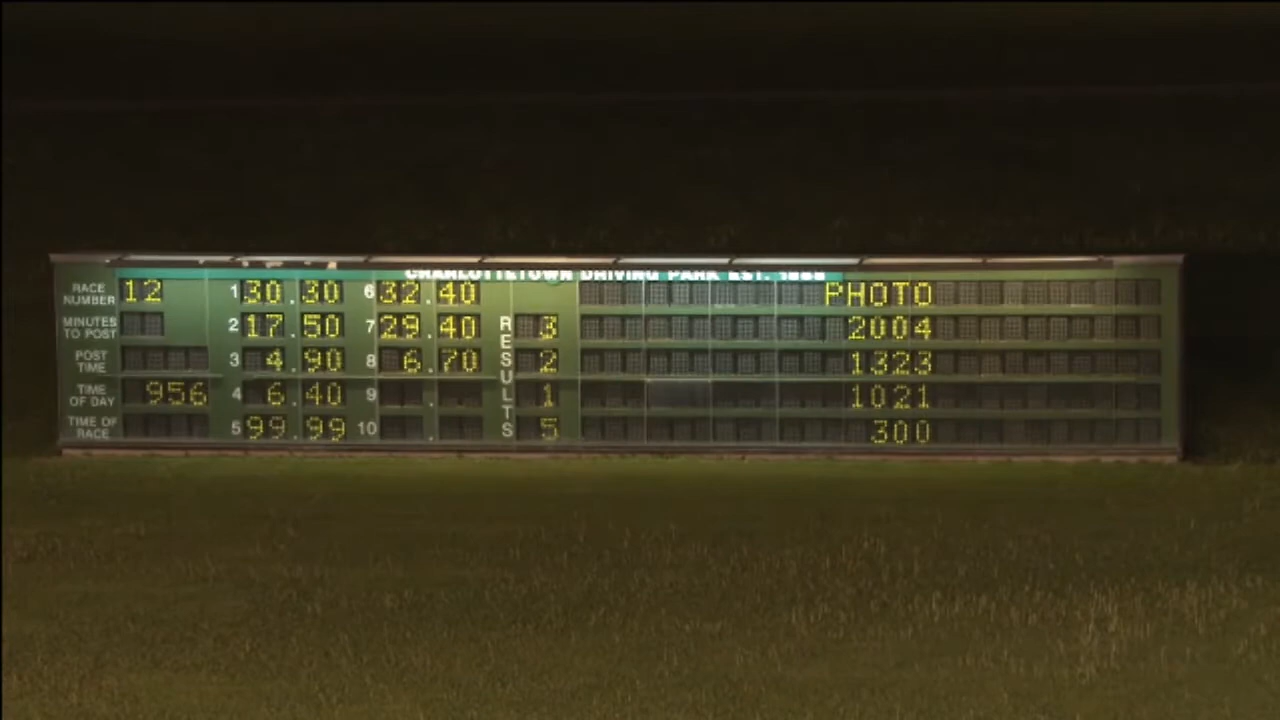 CHARLOTTETOWN DRIVING PARK EST. 1888
RACE NUMBER 12 1 30.30 6 32.40 PHOTO
MINUTES TO POST 2 17.50 7 29.40 3 2004
POST TIME 3 4.90 8 6.70 2 1323
TIME OF DAY 956 4 6.40 9 . 1 1021
TIME OF RACE 5 99.99 10 . 5 300
RESULTS